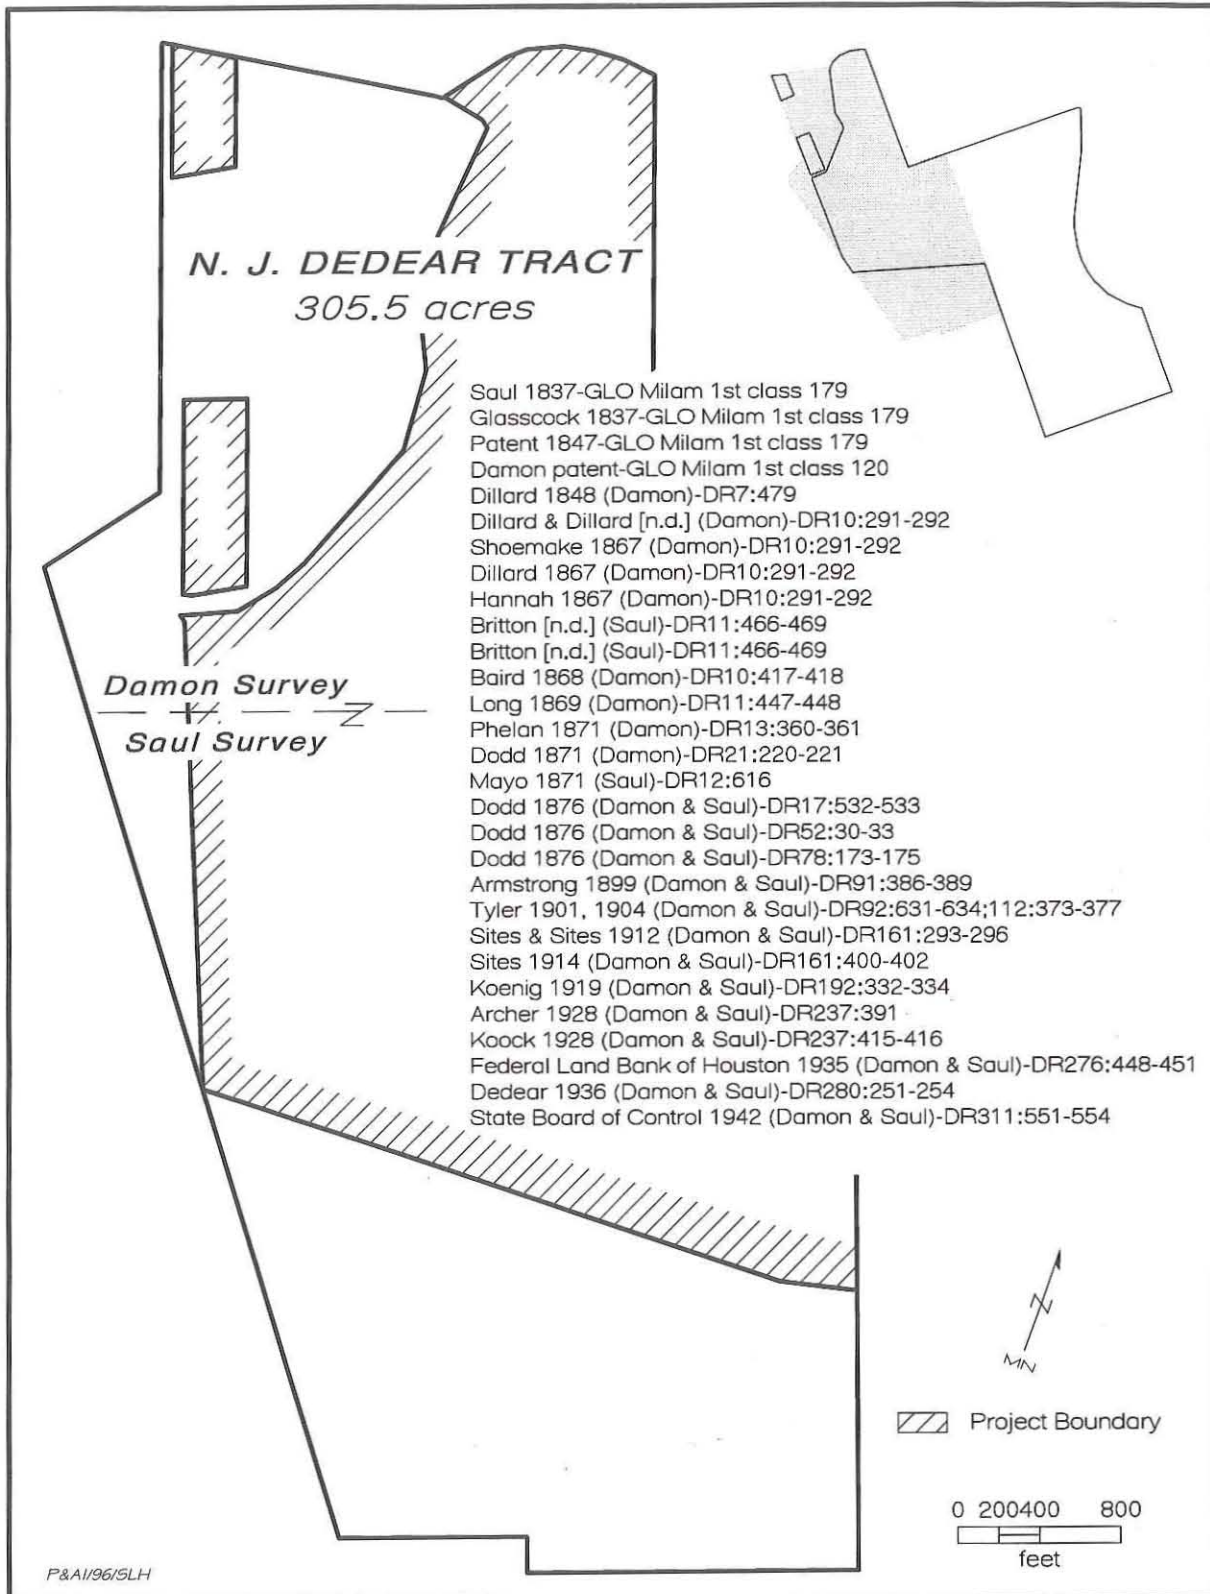 N. J. DEDEAR TRACT
305.5 acres
Saul 1837-GLO Milam 1st class 179
Glasscock 1837-GLO Milam 1st class 179
Patent 1847-GLO Milam 1st class 179
Damon patent-GLO Milam 1st class 120
Dillard 1848 (Damon)-DR7:479
Dillard & Dillard [n.d.] (Damon)-DR10:291-292
Shoemake 1867 (Damon)-DR10:291-292
Dillard 1867 (Damon)-DR10:291-292
Hannah 1867 (Damon)-DR10:291-292
Britton [n.d.] (Saul)-DR11:466-469
Britton [n.d.] (Saul)-DR11:466-469
Baird 1868 (Damon)-DR10:417-418
Long 1869 (Damon)-DR11:447-448
Phelan 1871 (Damon)-DR13:360-361
Dodd 1871 (Damon)-DR21:220-221
Mayo 1871 (Saul)-DR12:616
Dodd 1876 (Damon & Saul)-DR17:532-533
Dodd 1876 (Damon & Saul)-DR52:30-33
Dodd 1876 (Damon & Saul)-DR78:173-175
Armstrong 1899 (Damon & Saul)-DR91:386-389
Tyler 1901, 1904 (Damon & Saul)-DR92:631-634;112:373-377
Sites & Sites 1912 (Damon & Saul)-DR161:293-296
Sites 1914 (Damon & Saul)-DR161:400-402
Koenig 1919 (Damon & Saul)-DR192:332-334
Archer 1928 (Damon & Saul)-DR237:391
Koock 1928 (Damon & Saul)-DR237:415-416
Federal Land Bank of Houston 1935 (Damon & Saul)-DR276:448-451
Dedear 1936 (Damon & Saul)-DR280:251-254
State Board of Control 1942 (Damon & Saul)-DR311:551-554
Damon Survey
Z
Saul Survey
N
MN
Project Boundary
0 200400 800
feet
P&AI/96/SLH